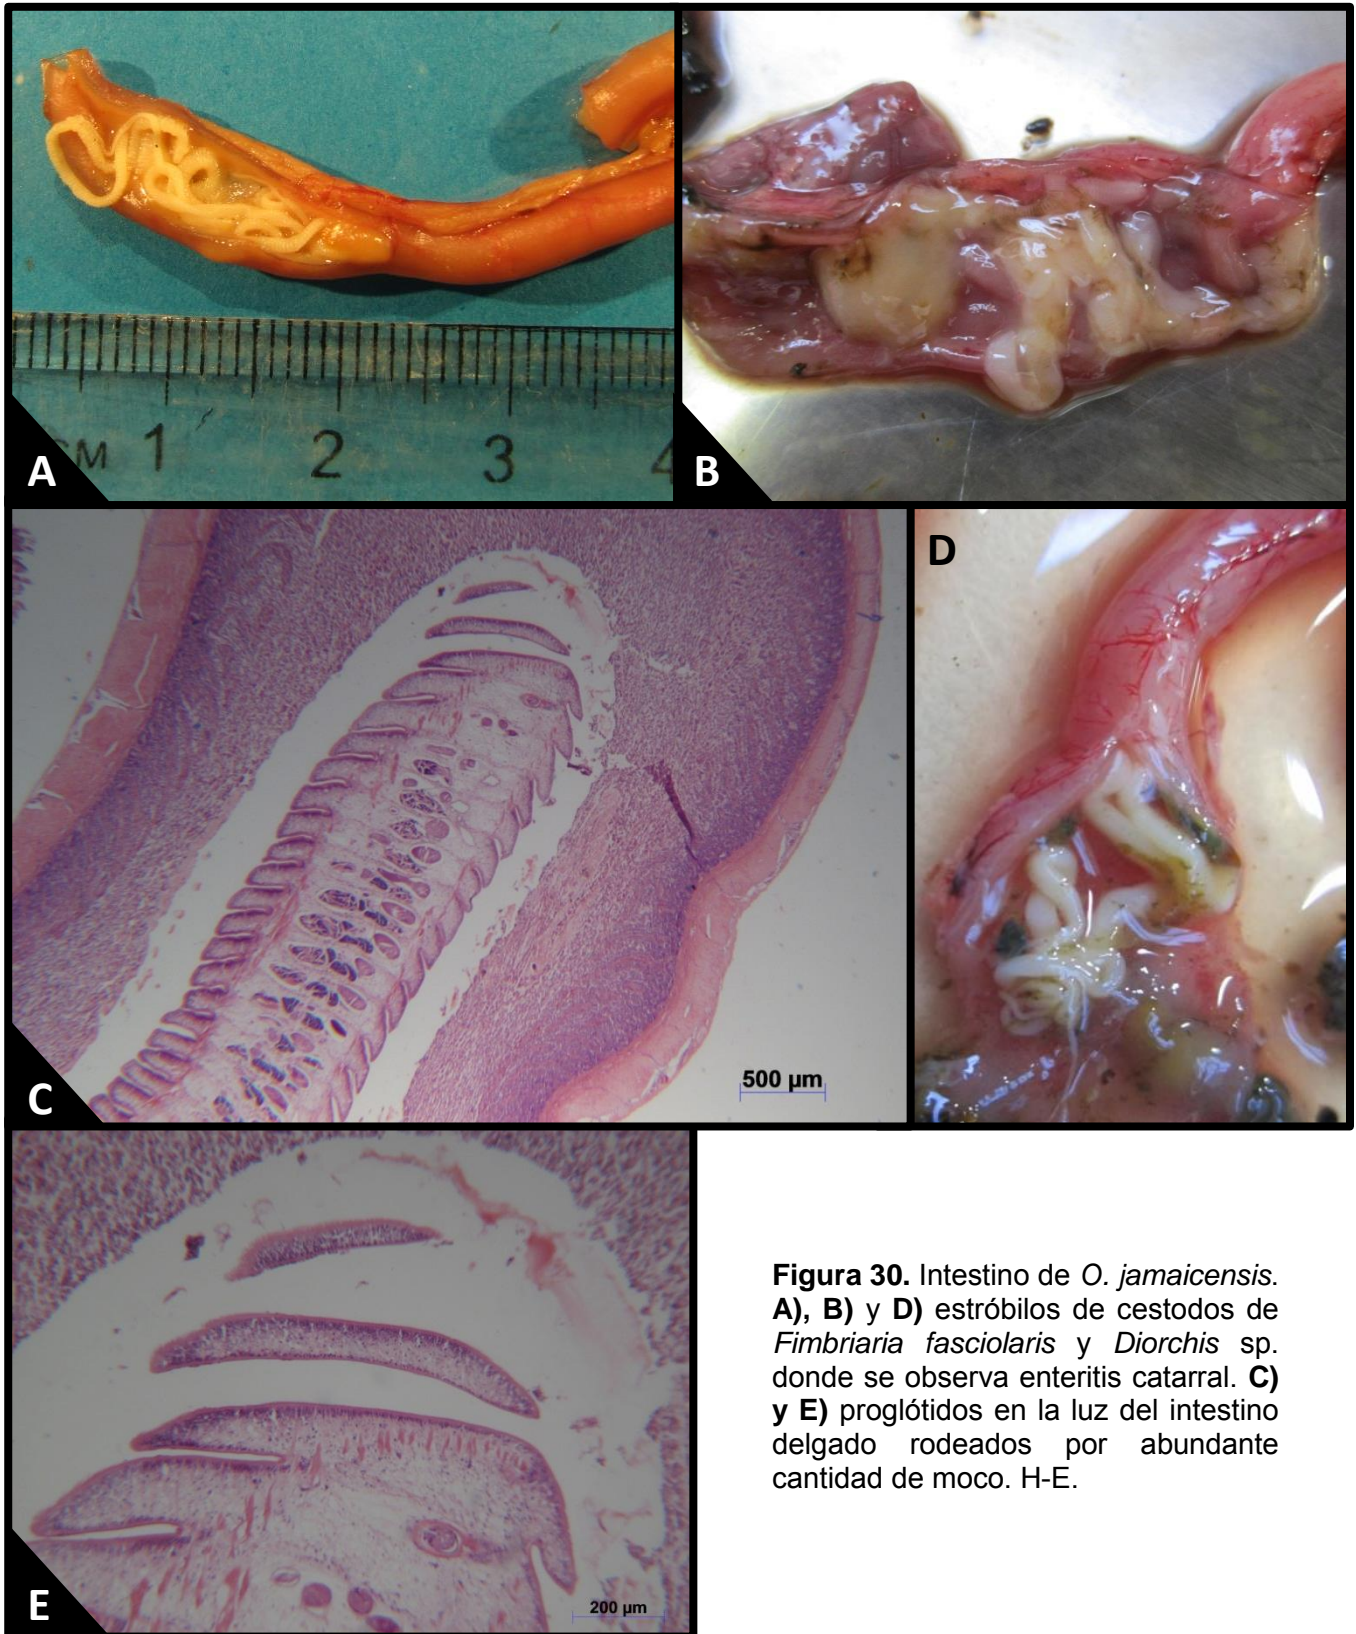 A
CM 1 2 3 4
B
C
500 µm
D
E
200 µm
Figura 30. Intestino de O. jamaicensis.
A), B) y D) estróbilos de cestodos de
Fimbriaria fasciolaris y Diorchis sp.
donde se observa enteritis catarral. C)
y E) proglótidos en la luz del intestino
delgado rodeados por abundante
cantidad de moco. H-E.